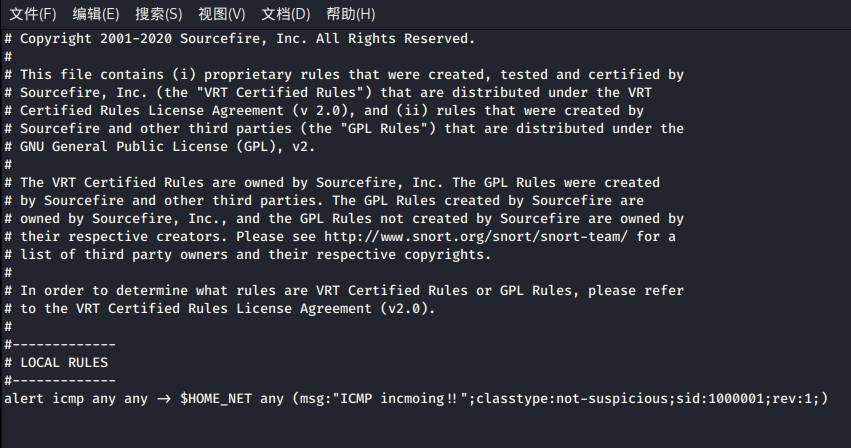 文件(F) 编辑(E) 搜索(S) 视图(V) 文档(D) 帮助(H)
# Copyright 2001-2020 Sourcefire, Inc. All Rights Reserved.
#
# This file contains (i) proprietary rules that were created, tested and certified by
# Sourcefire, Inc. (the "VRT Certified Rules") that are distributed under the VRT
# Certified Rules License Agreement (v 2.0), and (ii) rules that were created by
# Sourcefire and other third parties (the "GPL Rules") that are distributed under the
# GNU General Public License (GPL), v2.
#
# The VRT Certified Rules are owned by Sourcefire, Inc. The GPL Rules were created
# by Sourcefire and other third parties. The GPL Rules created by Sourcefire are
# owned by Sourcefire, Inc., and the GPL Rules not created by Sourcefire are owned by
# their respective creators. Please see http://www.snort.org/snort/snort-team/ for a
# list of third party owners and their respective copyrights.
#
# In order to determine what rules are VRT Certified Rules or GPL Rules, please refer
# to the VRT Certified Rules License Agreement (v2.0).
#
#-------------
# LOCAL RULES
#-------------
alert icmp any any -> $HOME_NET any (msg:"ICMP incmoing!!";classtype:not-suspicious;sid:1000001;rev:1;)